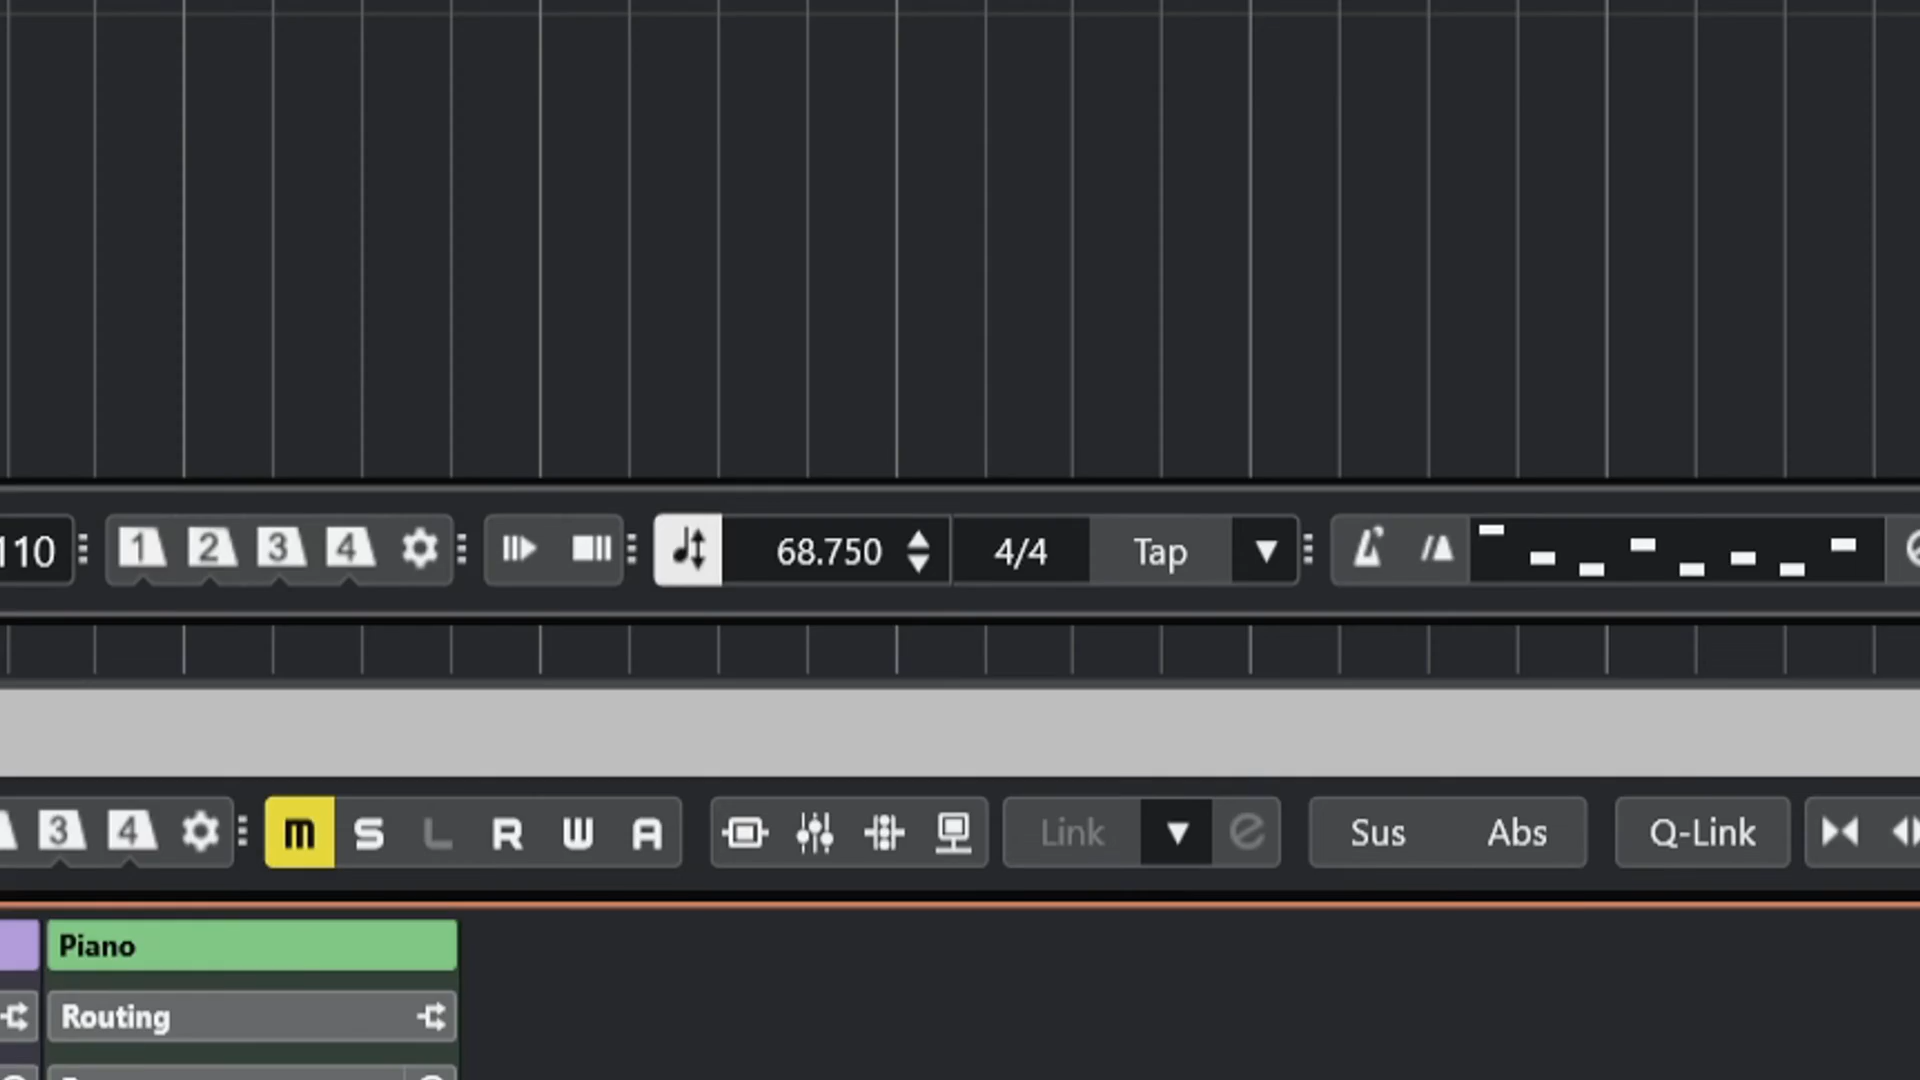 110 1 2 3 4 68.750 4/4 Tap
3 4 m S L R W A Link e Sus Abs Q-Link
Piano
Routing